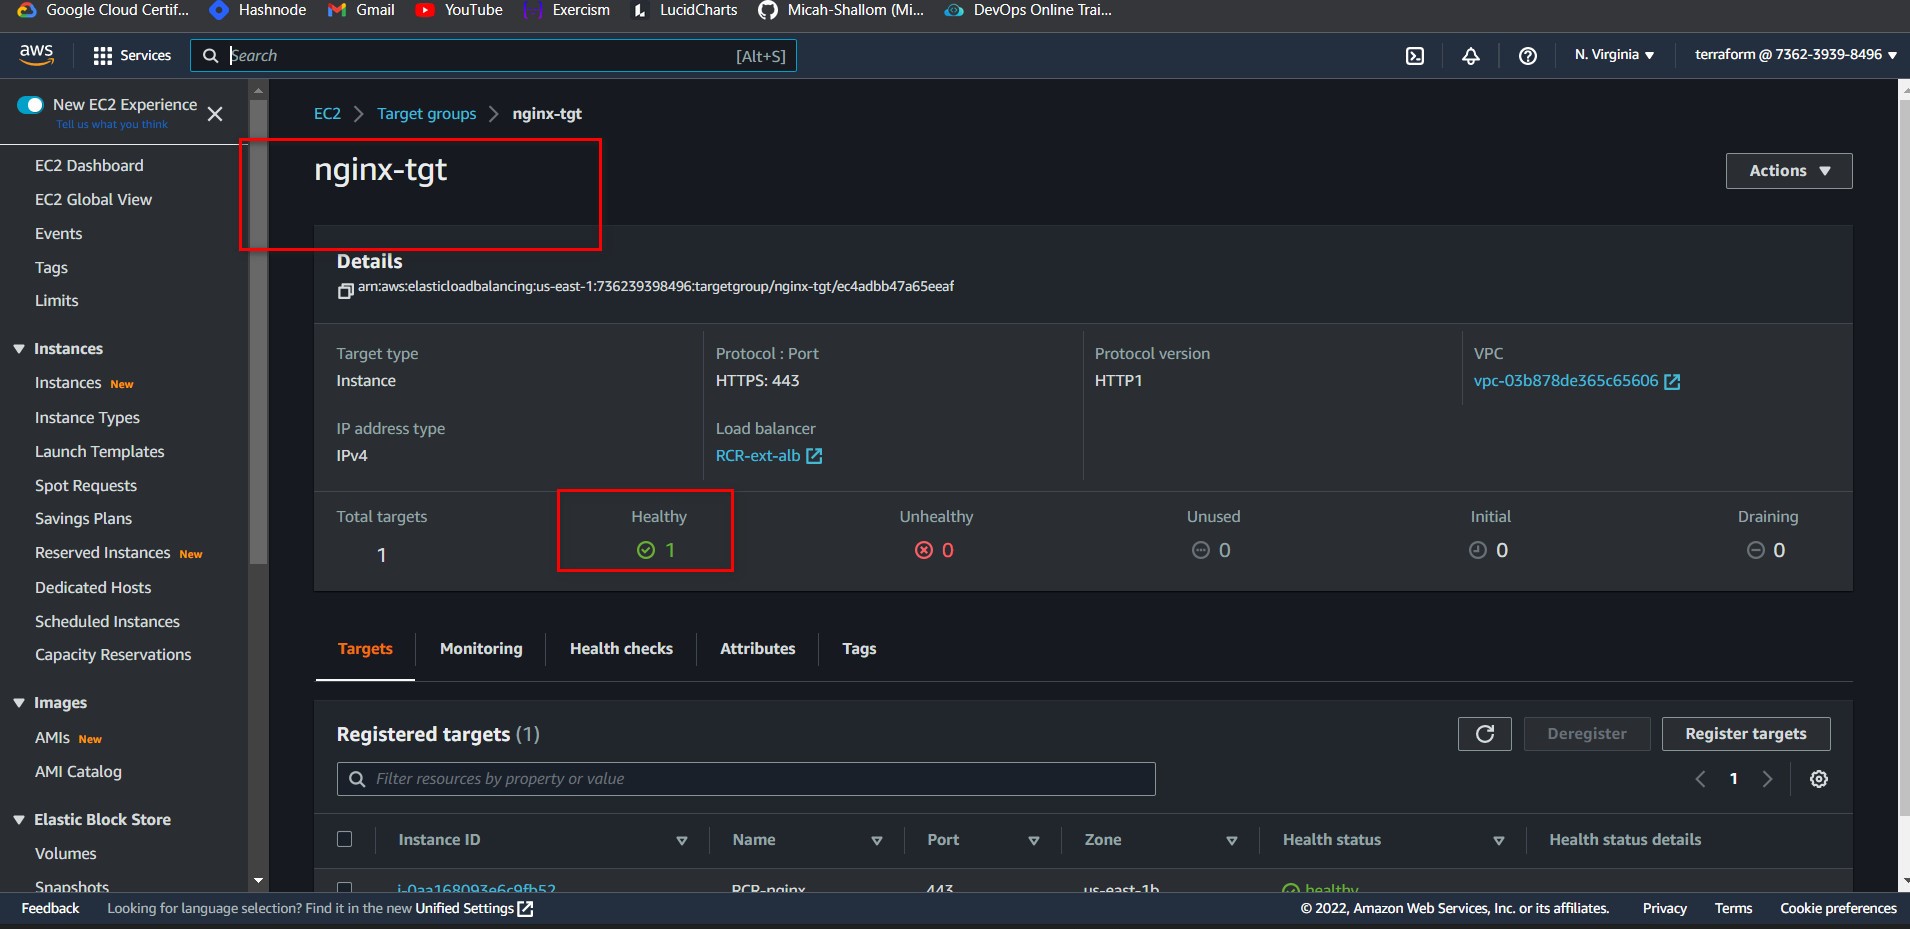 Google Cloud Certif... Hashnode Gmail YouTube Exercism LucidCharts Micah-Shallom (Mi... DevOps Online Trai...
aws Services Search [Alt+S] N. Virginia ▼ terraform @ 7362-3939-8496 ▼
New EC2 Experience
Tell us what you think
EC2 Dashboard
EC2 Global View
Events
Tags
Limits
Instances
Instances New
Instance Types
Launch Templates
Spot Requests
Savings Plans
Reserved Instances New
Dedicated Hosts
Scheduled Instances
Capacity Reservations
Images
AMIs New
AMI Catalog
Elastic Block Store
Volumes
Snapshots
EC2 > Target groups > nginx-tgt
nginx-tgt
Actions ▼
Details
arn:aws:elasticloadbalancing:us-east-1:736239398496:targetgroup/nginx-tgt/ec4adbb47a65eeaf
Target type Protocol : Port Protocol version VPC
Instance HTTPS: 443 HTTP1 vpc-03b878de365c65606
IP address type Load balancer
IPv4 RCR-ext-alb
Total targets Healthy Unhealthy Unused Initial Draining
1 1 0 0 0 0
Targets Monitoring Health checks Attributes Tags
Registered targets (1) Deregister Register targets
Filter resources by property or value 1
Instance ID Name Port Zone Health status Health status details
i-0aa168093e6c9fb52 RCR-nginx 443 us-east-1b healthy
Feedback Looking for language selection? Find it in the new Unified Settings © 2022, Amazon Web Services, Inc. or its affiliates. Privacy Terms Cookie preferences